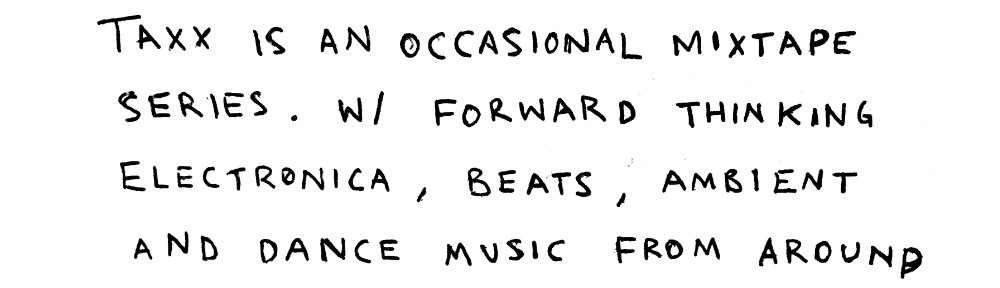 TAXX IS AN OCCASIONAL MIXTAPE
SERIES. W/ FORWARD THINKING
ELECTRONICA, BEATS, AMBIENT
AND DANCE MUSIC FROM AROUND